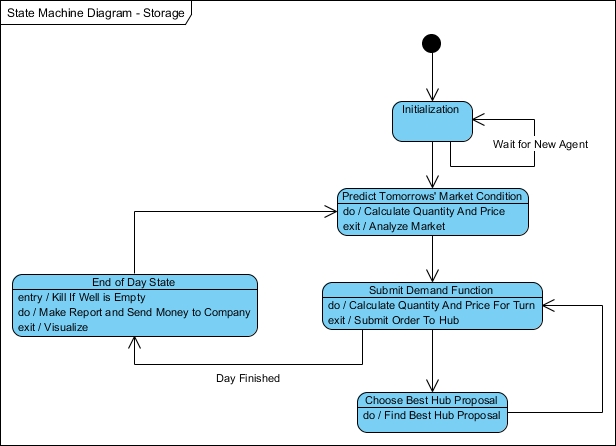 State Machine Diagram - Storage
Initialization
Wait for New Agent
Predict Tomorrows' Market Condition
do / Calculate Quantity And Price
exit / Analyze Market
End of Day State
entry / Kill If Well is Empty
do / Make Report and Send Money to Company
exit / Visualize
Submit Demand Function
do / Calculate Quantity And Price For Turn
exit / Submit Order To Hub
Day Finished
Choose Best Hub Proposal
do / Find Best Hub Proposal